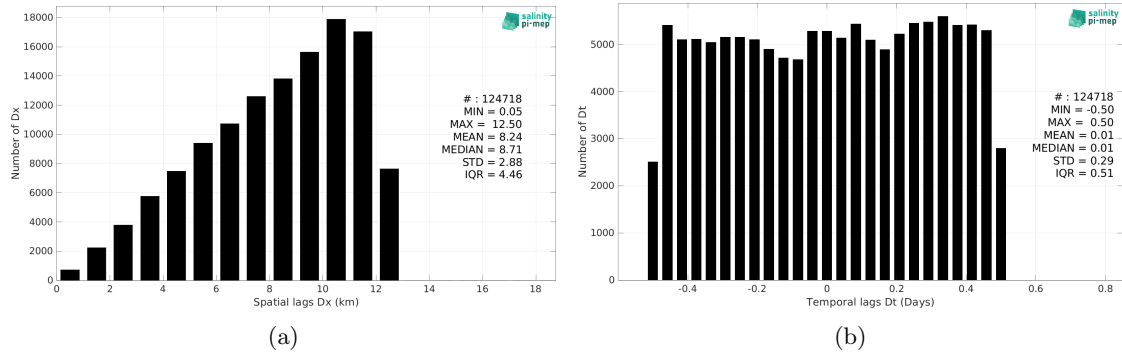 18000
16000
14000
12000
10000
8000
6000
4000
2000
0
Number of Dx
salinity
pi-mep
# : 124718
MIN = 0.05
MAX = 12.50
MEAN = 8.24
MEDIAN = 8.71
STD = 2.88
IQR = 4.46
0 2 4 6 8 10 12 14 16 18
Spatial lags Dx (km)
(a)
5000
4000
3000
2000
1000
0
Number of Dt
salinity
pi-mep
# : 124718
MIN = -0.50
MAX = 0.50
MEAN = 0.01
MEDIAN = 0.01
STD = 0.29
IQR = 0.51
-0.4 -0.2 0 0.2 0.4 0.6 0.8
Temporal lags Dt (Days)
(b)